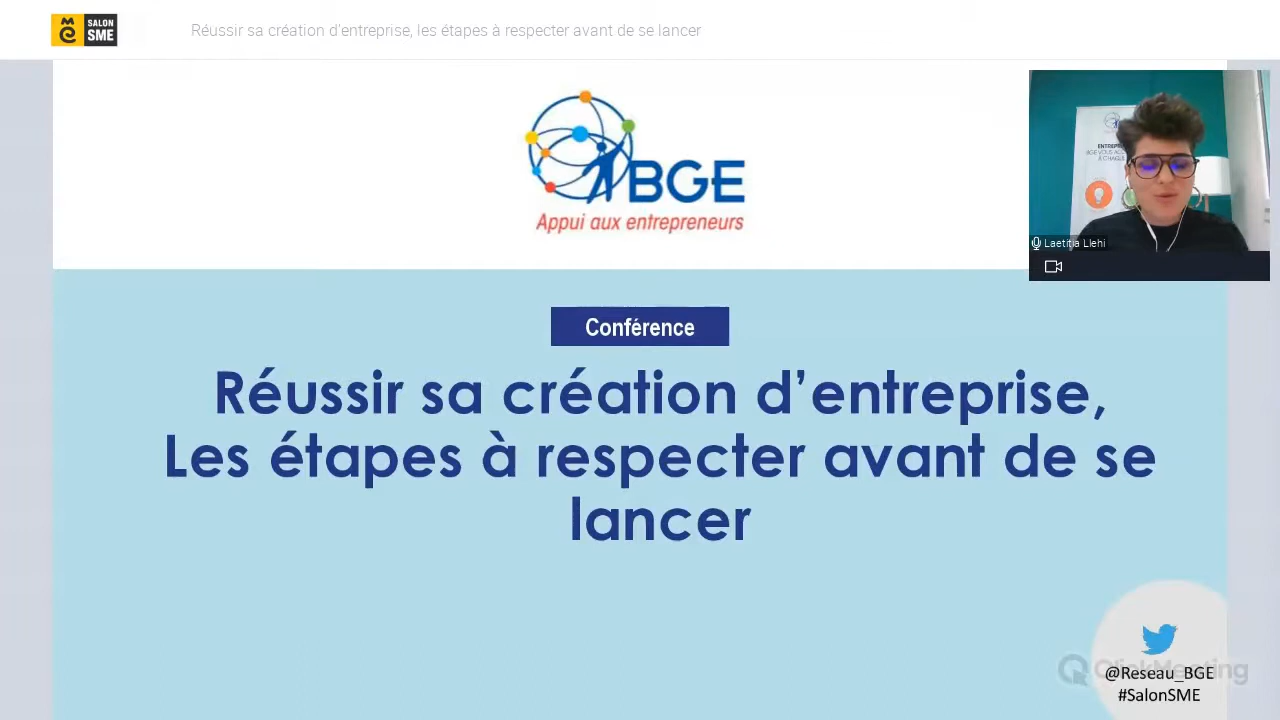 SALON
SME
Réussir sa création d'entreprise, les étapes à respecter avant de se lancer
BGE
Appui aux entrepreneurs
Laetitia Llehi
Conférence
Réussir sa création d’entreprise,
Les étapes à respecter avant de se
lancer
ClickMeeting
@Reseau_BGE
#SalonSME